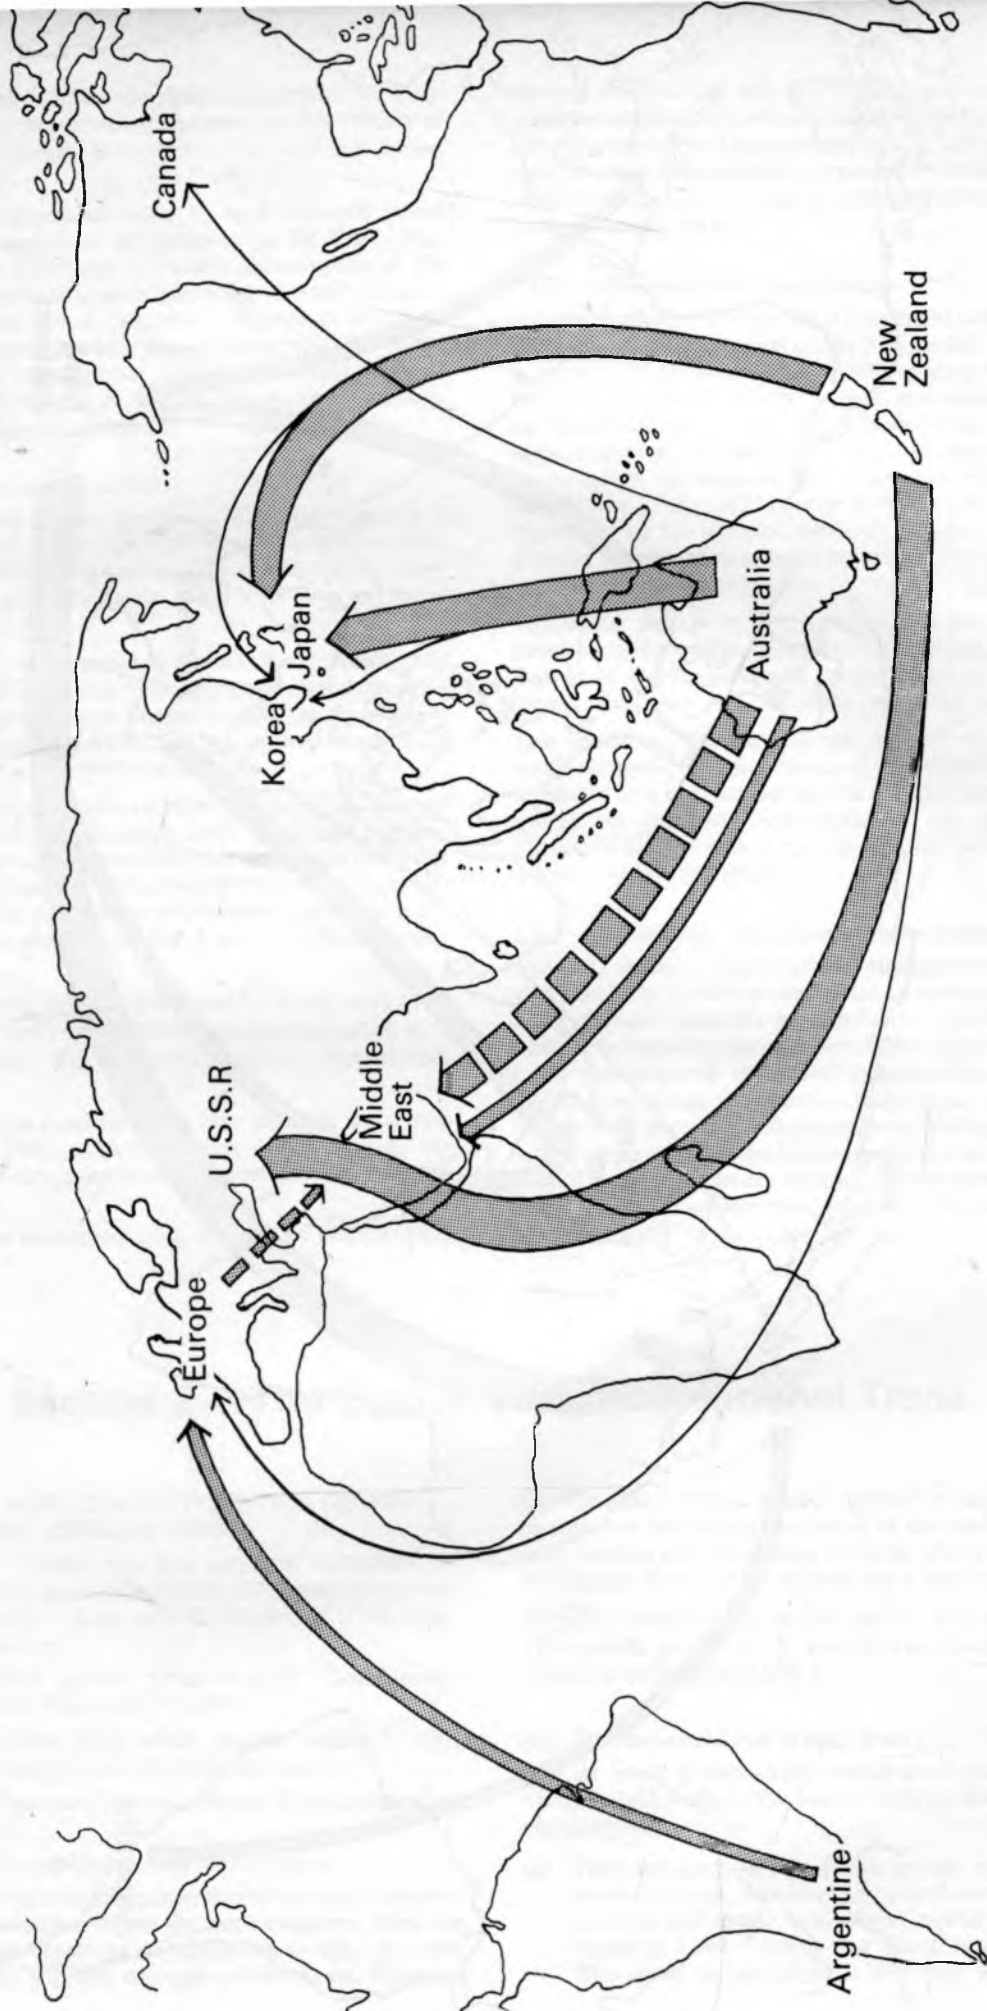 Canada
New
Zealand
Korea
Japan
Australia
U.S.S.R
Middle
East
Europe
Argentine